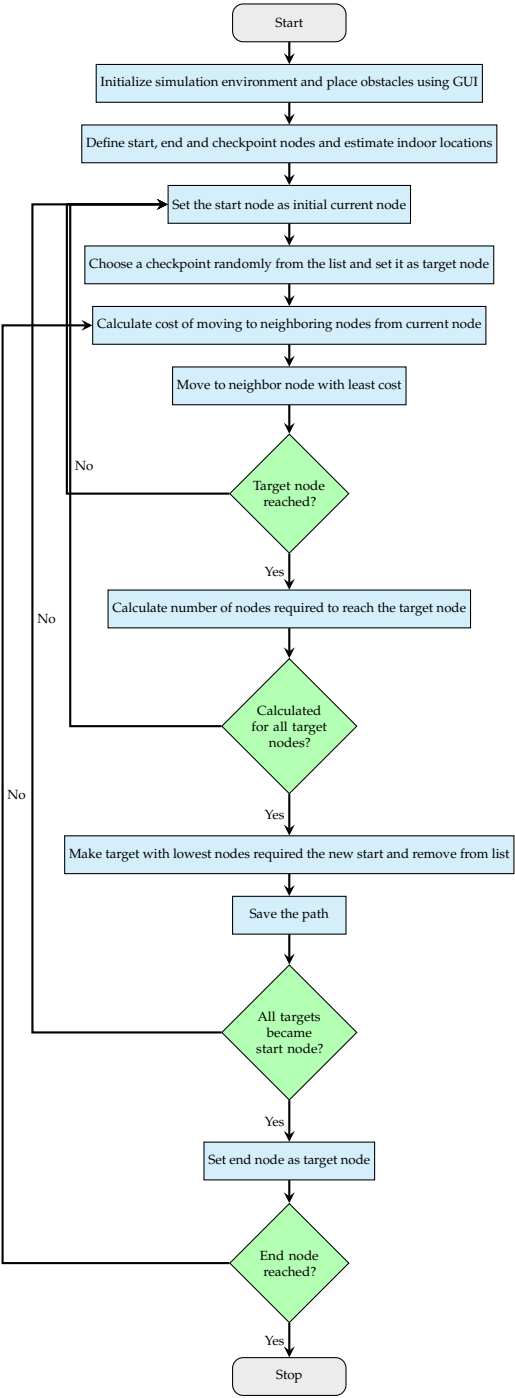 Start
Initialize simulation environment and place obstacles using GUI
Define start, end and checkpoint nodes and estimate indoor locations
Set the start node as initial current node
Choose a checkpoint randomly from the list and set it as target node
Calculate cost of moving to neighboring nodes from current node
Move to neighbor node with least cost
No
Target node
reached?
Yes
Calculate number of nodes required to reach the target node
No
Calculated
for all target
nodes?
No
Yes
Make target with lowest nodes required the new start and remove from list
Save the path
All targets
became
start node?
Yes
Set end node as target node
End node
reached?
Yes
Stop